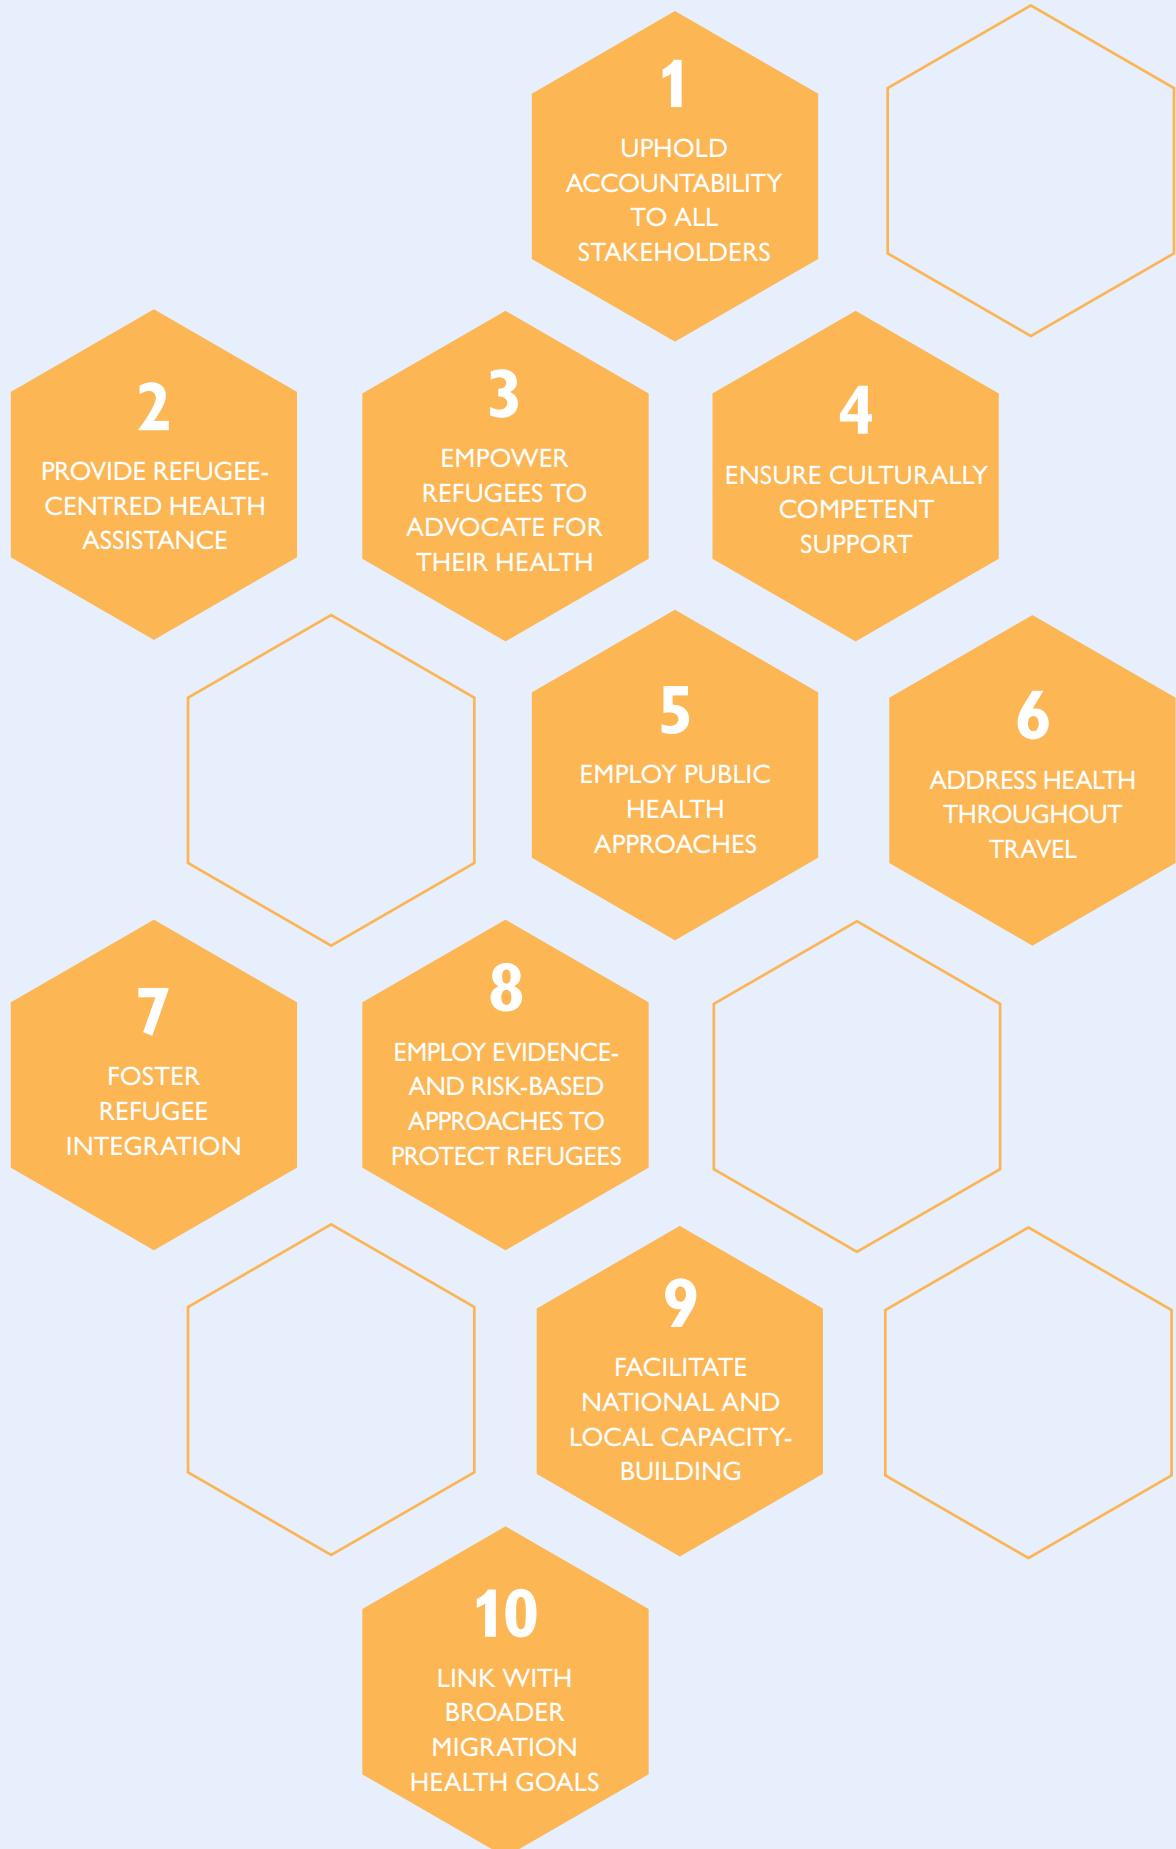 1
UPHOLD
ACCOUNTABILITY
TO ALL
STAKEHOLDERS
2
PROVIDE REFUGEE-
CENTRED HEALTH
ASSISTANCE
3
EMPOWER
REFUGEES TO
ADVOCATE FOR
THEIR HEALTH
4
ENSURE CULTURALLY
COMPETENT
SUPPORT
5
EMPLOY PUBLIC
HEALTH
APPROACHES
6
ADDRESS HEALTH
THROUGHOUT
TRAVEL
7
FOSTER
REFUGEE
INTEGRATION
8
EMPLOY EVIDENCE-
AND RISK-BASED
APPROACHES TO
PROTECT REFUGEES
9
FACILITATE
NATIONAL AND
LOCAL CAPACITY-
BUILDING
10
LINK WITH
BROADER
MIGRATION
HEALTH GOALS